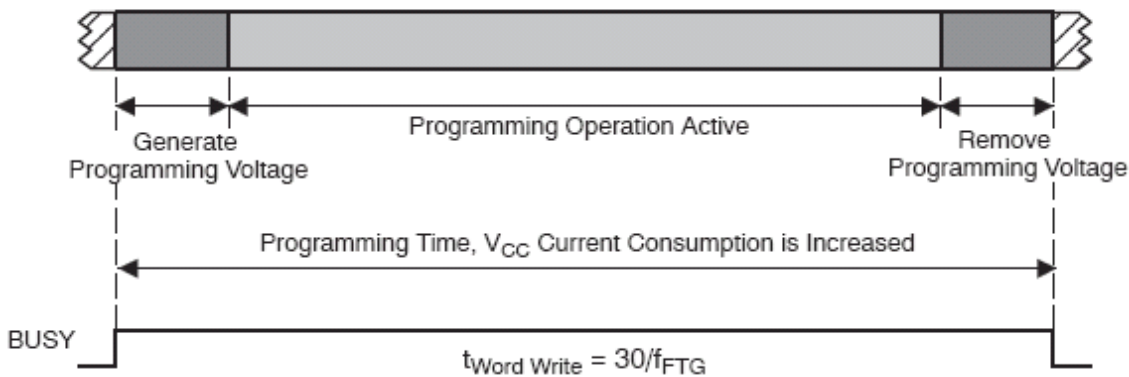 Generate
Programming Voltage
Programming Operation Active
Remove
Programming Voltage
Programming Time, VCC Current Consumption is Increased
BUSY
tWord Write = 30/fFTG